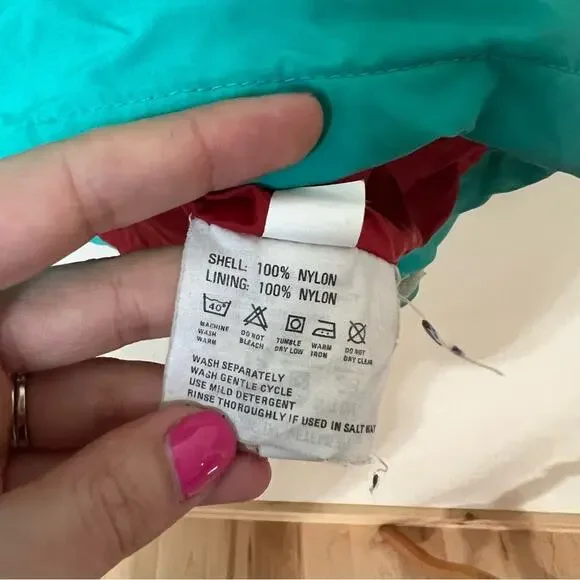 SHELL: 100% NYLON
LINING: 100% NYLON
40°
MACHINE WASH WARM
DO NOT BLEACH
TUMBLE DRY LOW
WARM IRON
DO NOT DRY CLEAN
WASH SEPARATELY
WASH GENTLE CYCLE
USE MILD DETERGENT
RINSE THOROUGHLY IF USED IN SALT WAT